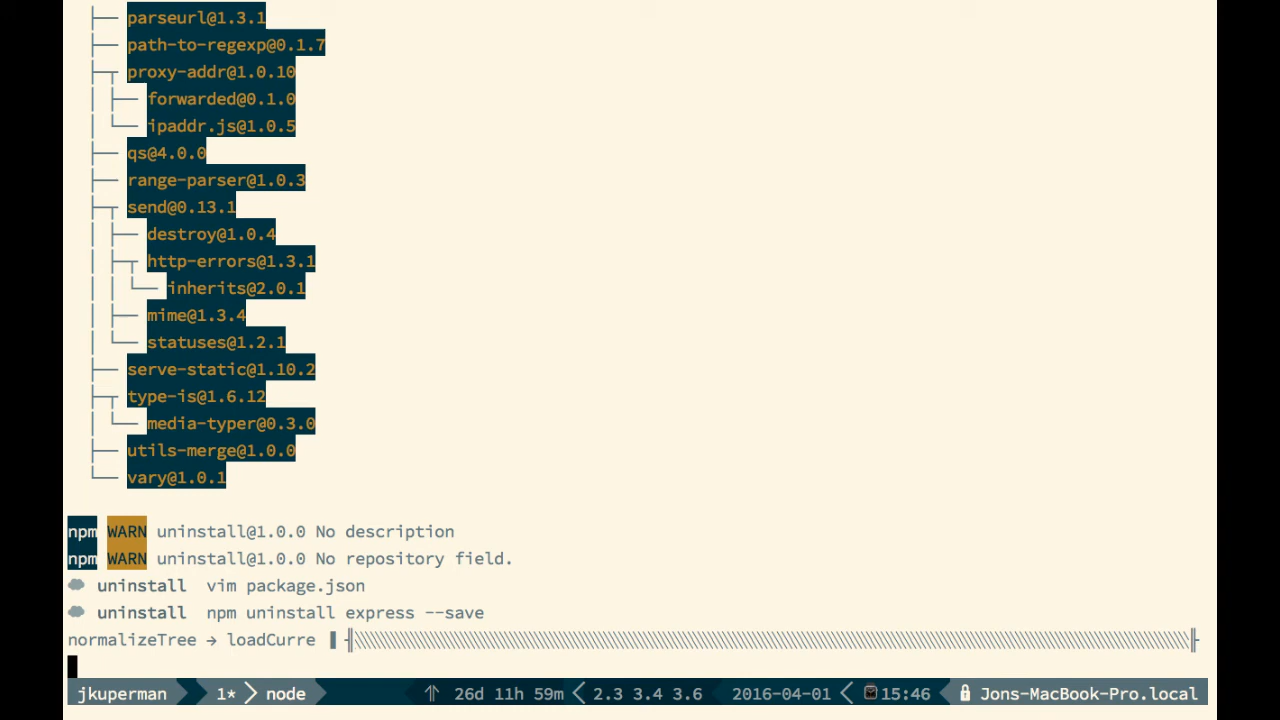 ├── parseurl@1.3.1
├── path-to-regexp@0.1.7
├─┬ proxy-addr@1.0.10
│ ├── forwarded@0.1.0
│ └── ipaddr.js@1.0.5
├── qs@4.0.0
├── range-parser@1.0.3
├─┬ send@0.13.1
│ ├── destroy@1.0.4
│ ├─┬ http-errors@1.3.1
│ │ └── inherits@2.0.1
│ ├── mime@1.3.4
│ └── statuses@1.2.1
├── serve-static@1.10.2
├─┬ type-is@1.6.12
│ └── media-typer@0.3.0
├── utils-merge@1.0.0
└── vary@1.0.1
npm WARN uninstall@1.0.0 No description
npm WARN uninstall@1.0.0 No repository field.
uninstall vim package.json
uninstall npm uninstall express --save
normalizeTree → loadCurre
jkuperman 1* node 26d 11h 59m 2.3 3.4 3.6 2016-04-01 15:46 Jons-MacBook-Pro.local